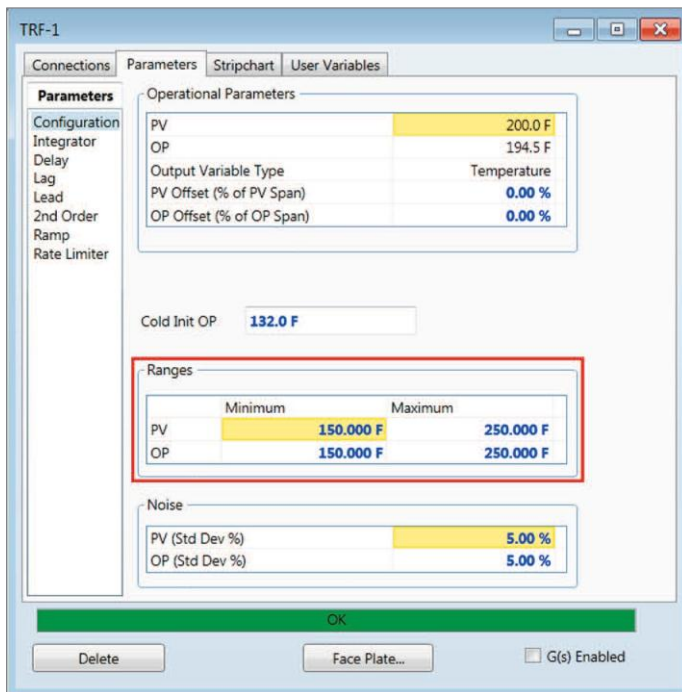 TRF-1
Connections Parameters Stripchart User Variables
Parameters
Configuration
Integrator
Delay
Lag
Lead
2nd Order
Ramp
Rate Limiter
Operational Parameters
PV 200.0 F
OP 194.5 F
Output Variable Type Temperature
PV Offset (% of PV Span) 0.00 %
OP Offset (% of OP Span) 0.00 %
Cold Init OP 132.0 F
Ranges
Minimum Maximum
PV 150.000 F 250.000 F
OP 150.000 F 250.000 F
Noise
PV (Std Dev %) 5.00 %
OP (Std Dev %) 5.00 %
OK
Delete Face Plate... G(s) Enabled